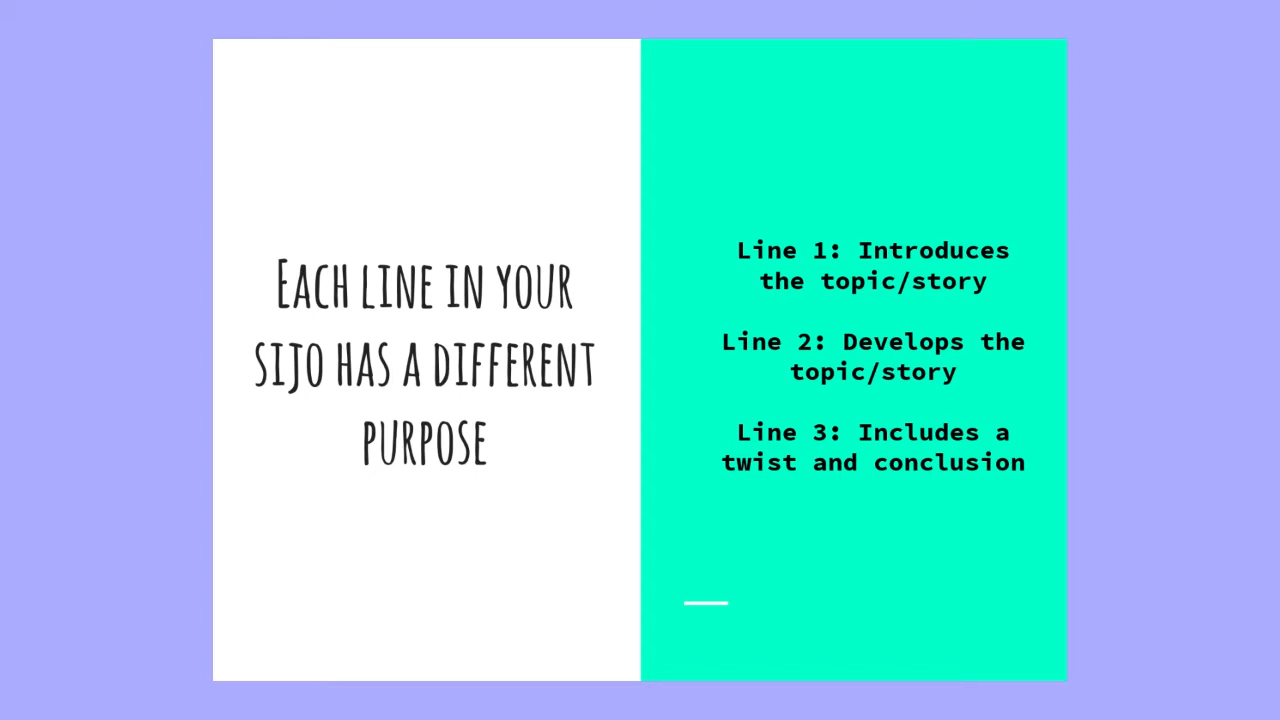 Each line in your
sijo has a different
purpose
Line 1: Introduces
the topic/story
Line 2: Develops the
topic/story
Line 3: Includes a
twist and conclusion